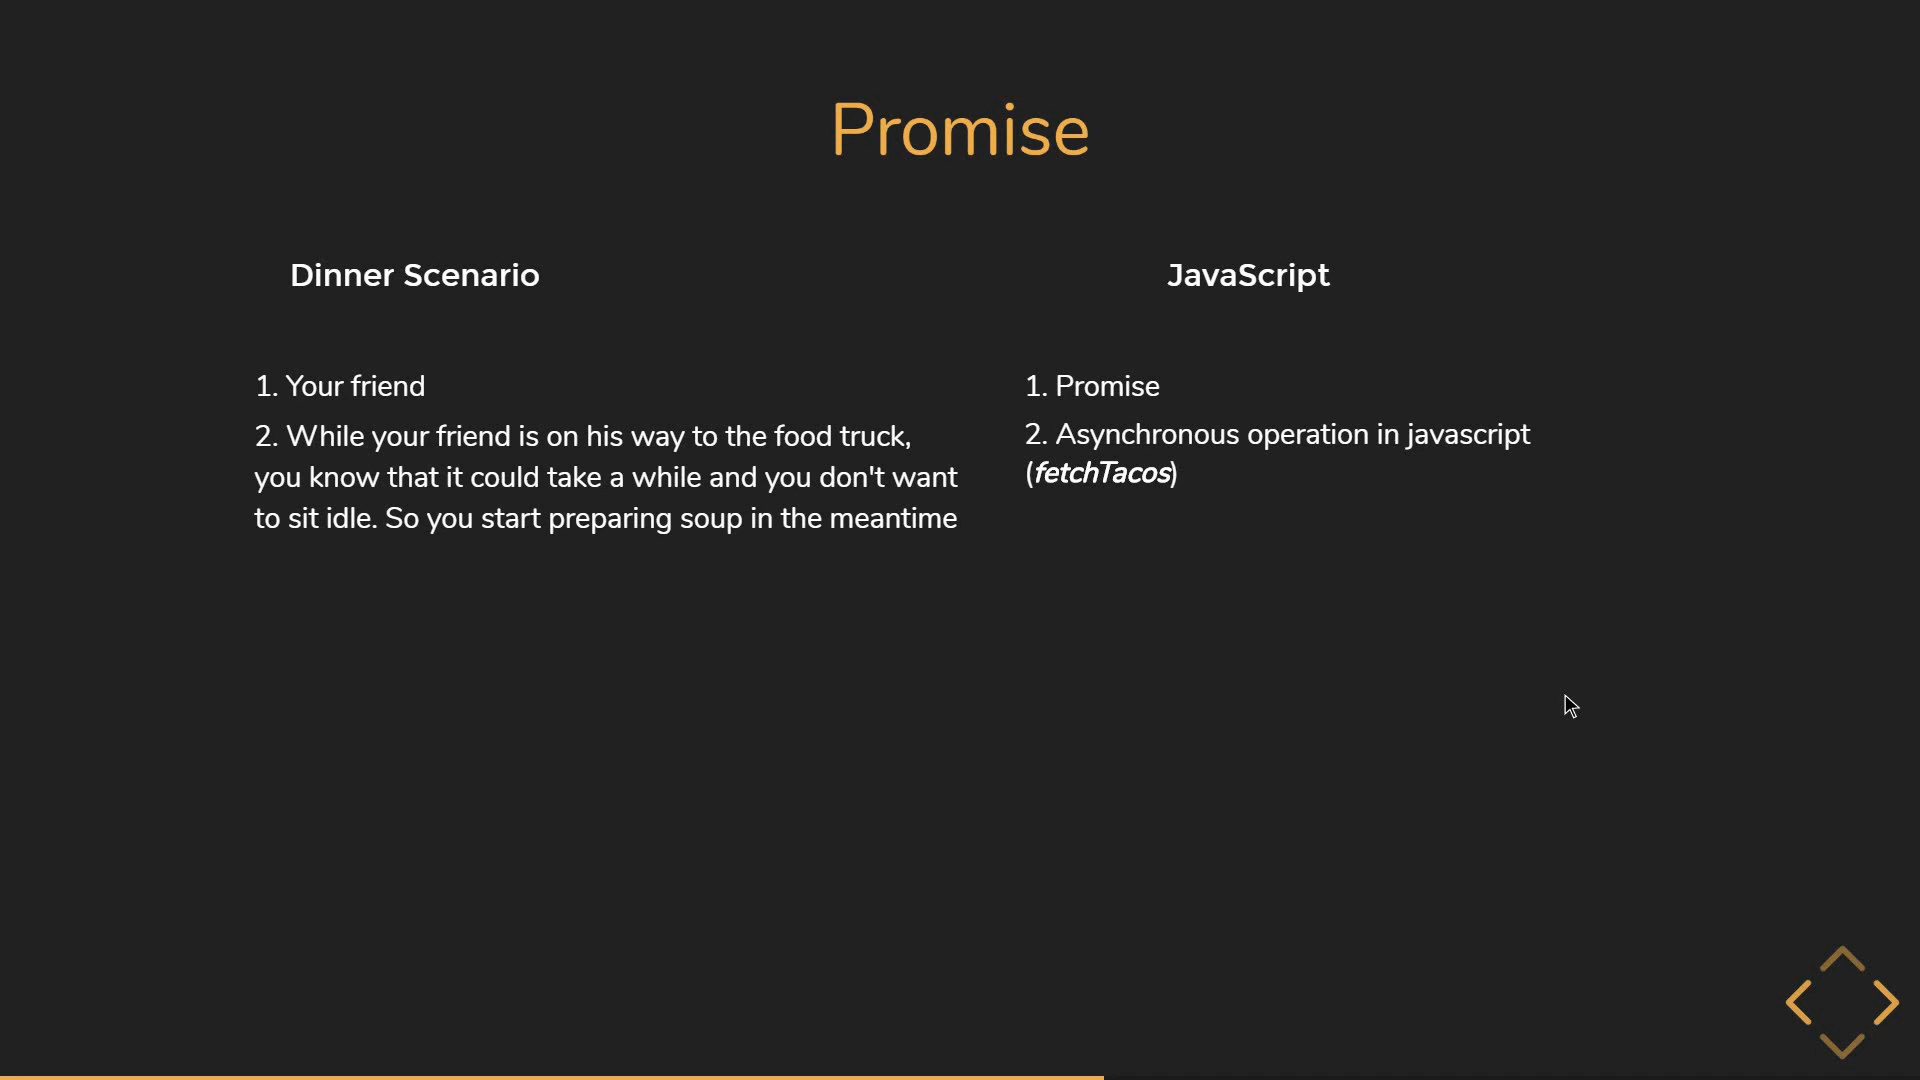 Promise
Dinner Scenario
1. Your friend
2. While your friend is on his way to the food truck,
you know that it could take a while and you don't want
to sit idle. So you start preparing soup in the meantime
JavaScript
1. Promise
2. Asynchronous operation in javascript
(fetchTacos)